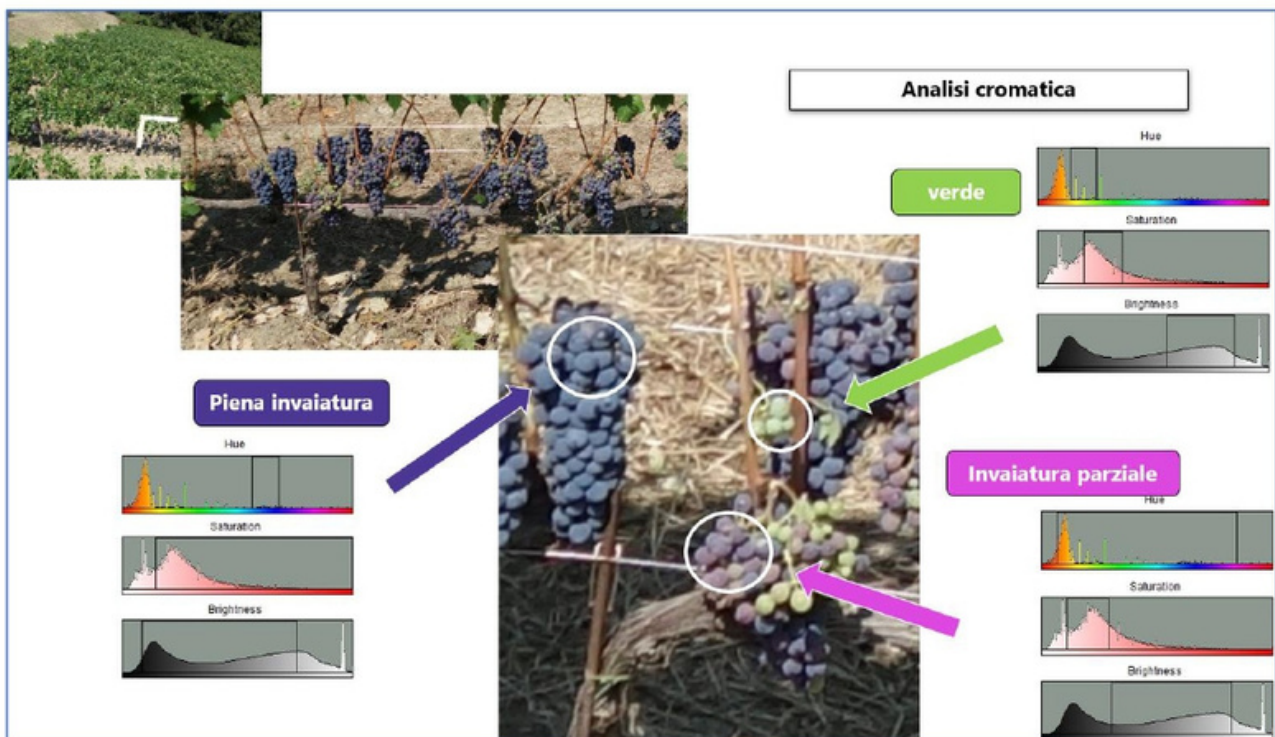 Analisi cromatica
verde
Hue
Saturation
Brightness
Piena invaiatura
Hue
Saturation
Brightness
Invaiatura parziale
Hue
Saturation
Brightness